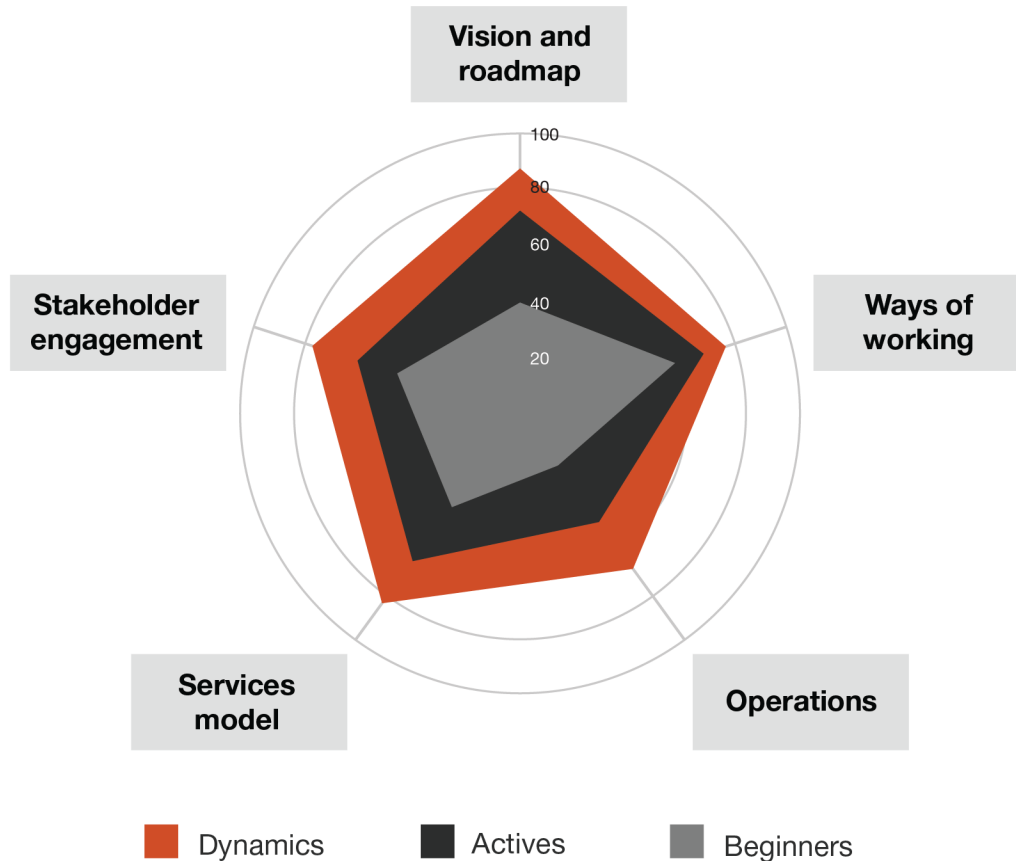 Vision and
roadmap
100
80
60
40
20
Stakeholder
engagement
Ways of
working
Services
model
Operations
Dynamics
Actives
Beginners